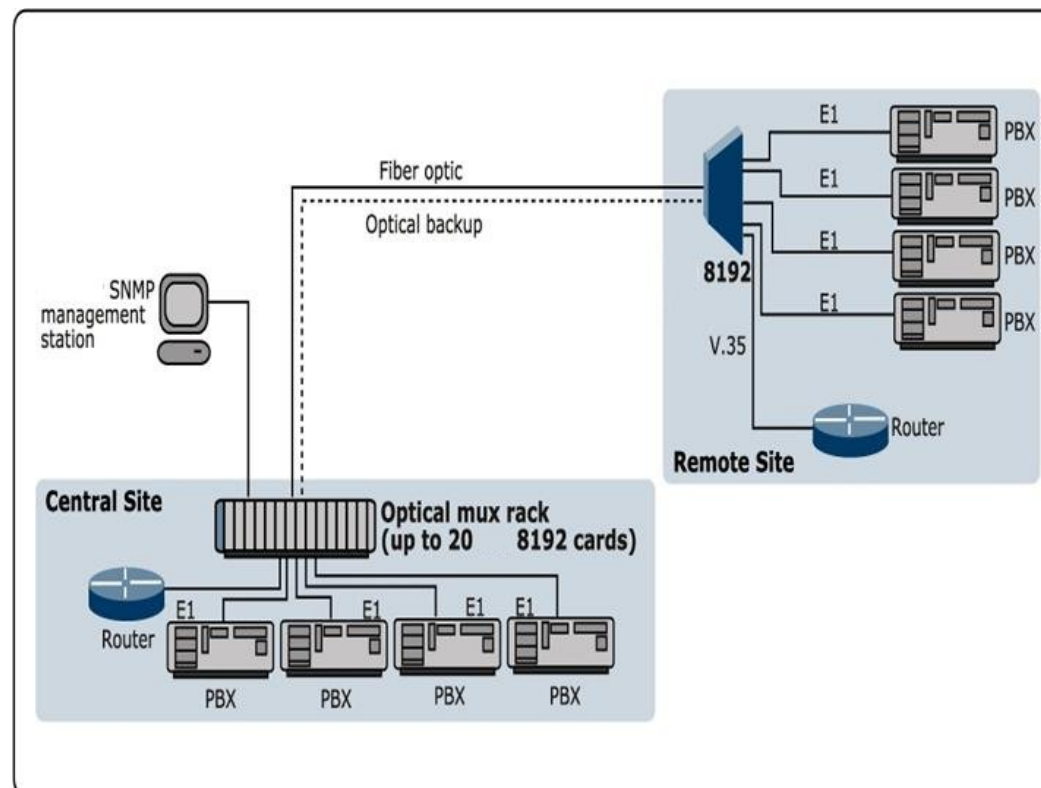 E1
PBX
Fiber optic
E1
PBX
Optical backup
E1
PBX
8192
SNMP
management
station
E1
PBX
V.35
Router
Remote Site
Central Site
Optical mux rack
(up to 20 8192 cards)
Router
E1
E1
E1
E1
PBX
PBX
PBX
PBX